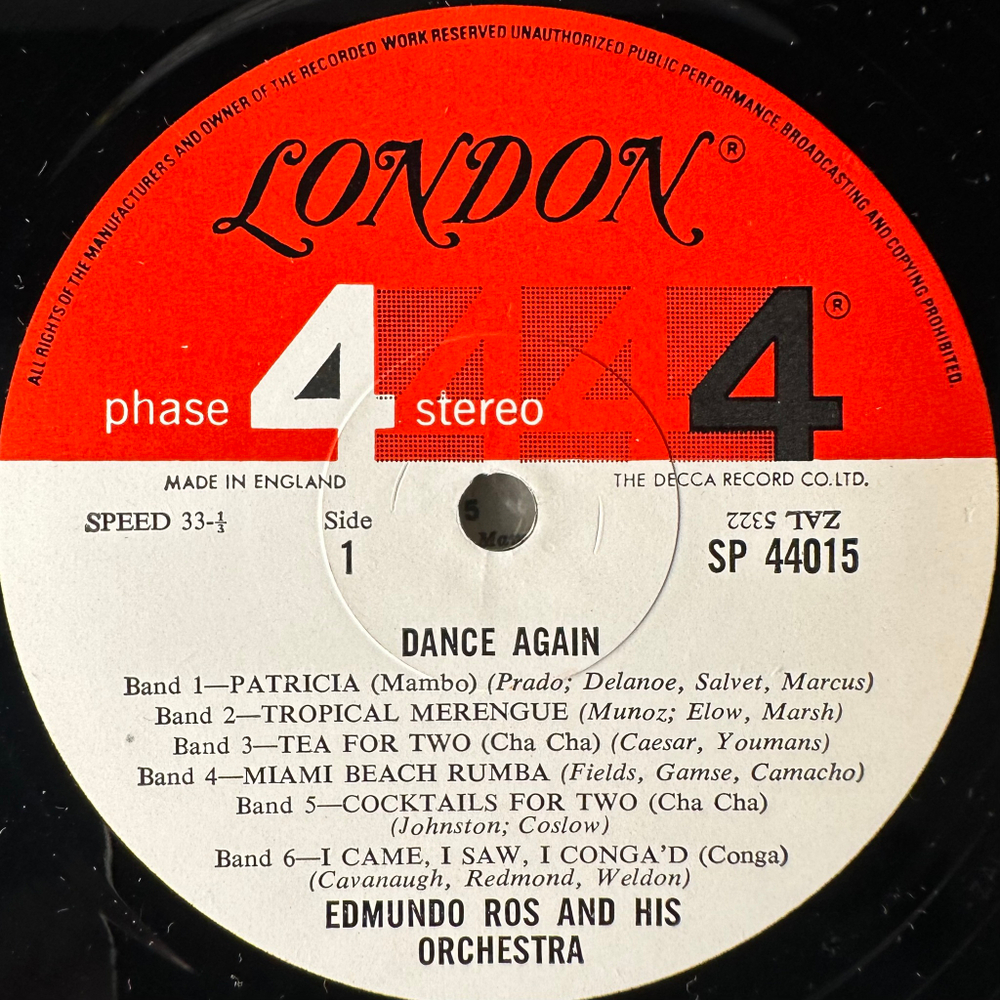 ALL RIGHTS OF THE MANUFACTURERS AND OWNER OF THE RECORDED WORK RESERVED UNAUTHORIZED PUBLIC PERFORMANCE BROADCASTING AND COPYING PROHIBITED.
LONDON®
phase 4 stereo 4®
MADE IN ENGLAND THE DECCA RECORD CO. LTD.
SPEED 33-⅓ Side ZAL 5322
1 SP 44015
DANCE AGAIN
Band 1—PATRICIA (Mambo) (Prado; Delanoe, Salvet, Marcus)
Band 2—TROPICAL MERENGUE (Munoz; Elow, Marsh)
Band 3—TEA FOR TWO (Cha Cha) (Caesar, Youmans)
Band 4—MIAMI BEACH RUMBA (Fields, Gamse, Camacho)
Band 5—COCKTAILS FOR TWO (Cha Cha)
(Johnston; Coslow)
Band 6—I CAME, I SAW, I CONGA'D (Conga)
(Cavanaugh, Redmond, Weldon)
EDMUNDO ROS AND HIS
ORCHESTRA